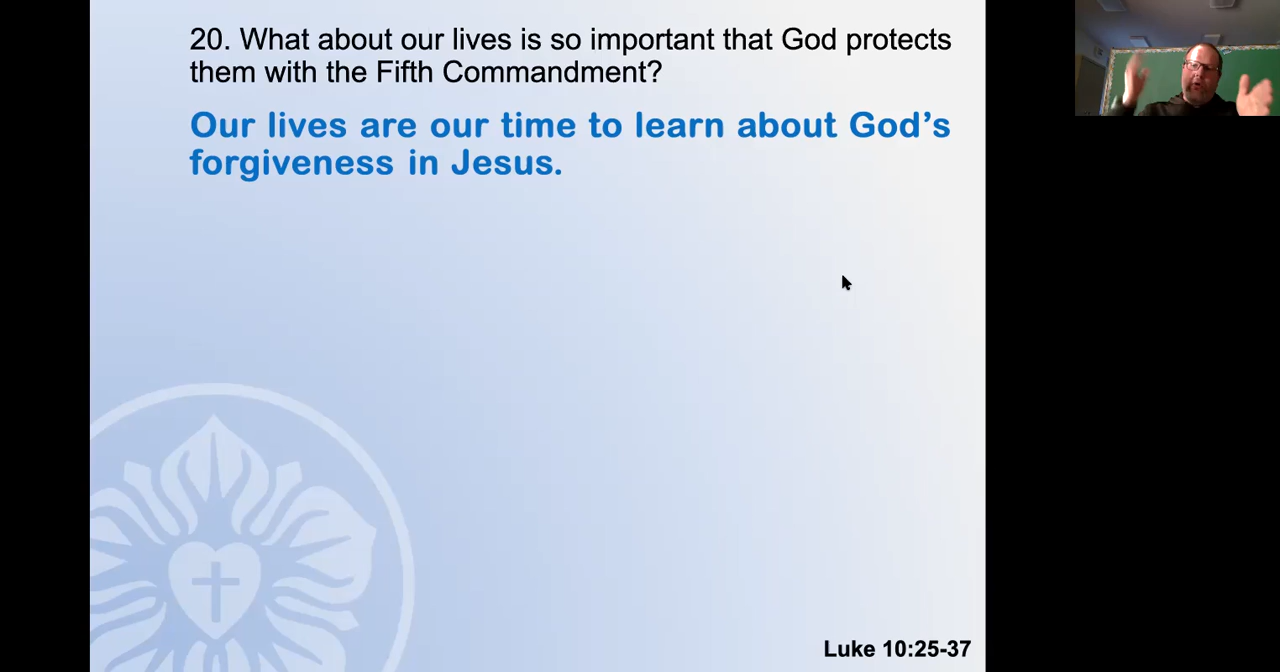 20. What about our lives is so important that God protects
them with the Fifth Commandment?
Our lives are our time to learn about God’s
forgiveness in Jesus.
Luke 10:25-37